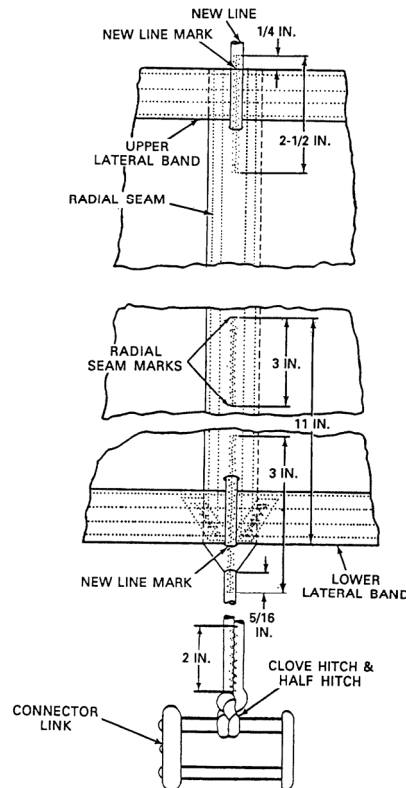 NEW LINE
NEW LINE MARK
1/4 IN.
2-1/2 IN.
UPPER
LATERAL BAND
RADIAL SEAM
RADIAL
SEAM MARKS
3 IN.
11 IN.
3 IN.
NEW LINE MARK
LOWER
LATERAL BAND
5/16
IN.
2 IN.
CLOVE HITCH &
HALF HITCH
CONNECTOR
LINK